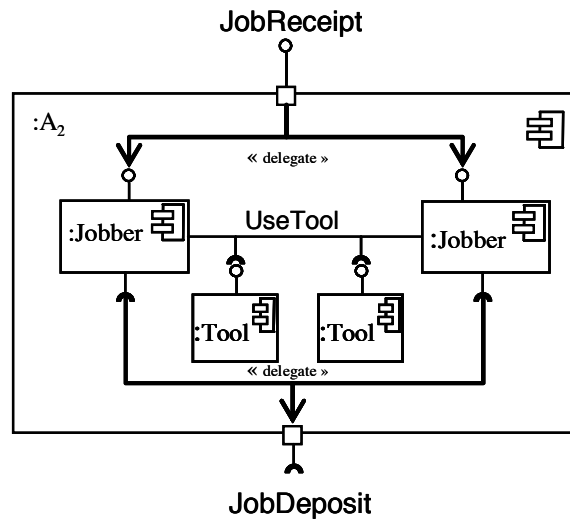 JobReceipt
:A2
« delegate »
:Jobber
UseTool
:Jobber
:Tool
:Tool
« delegate »
JobDeposit